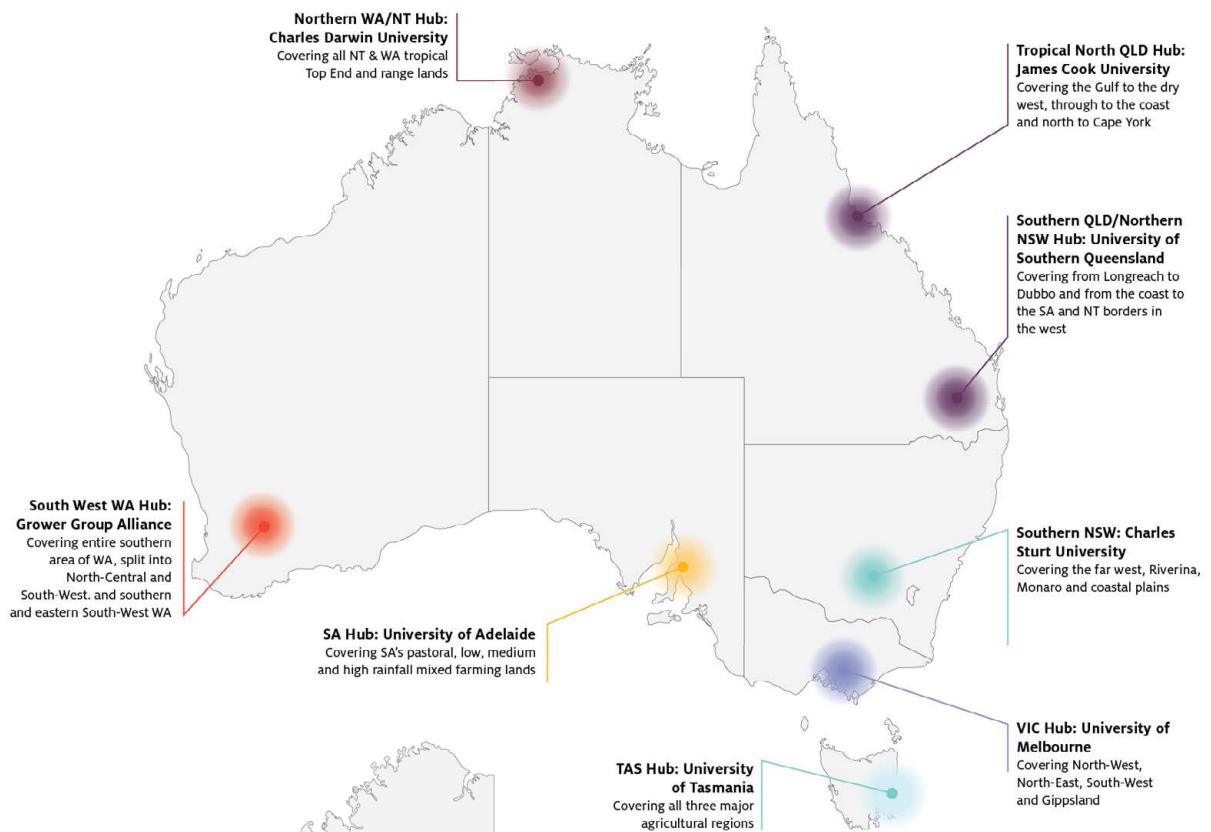 Northern WA/NT Hub:
Charles Darwin University
Covering all NT & WA tropical
Top End and range lands
Tropical North QLD Hub:
James Cook University
Covering the Gulf to the dry
west, through to the coast
and north to Cape York
Southern QLD/Northern
NSW Hub: University of
Southern Queensland
Covering from Longreach to
Dubbo and from the coast to
the SA and NT borders in
the west
South West WA Hub:
Grower Group Alliance
Covering entire southern
area of WA, split into
North-Central and
South-West. and southern
and eastern South-West WA
SA Hub: University of Adelaide
Covering SA's pastoral, low, medium
and high rainfall mixed farming lands
Southern NSW: Charles
Sturt University
Covering the far west, Riverina,
Monaro and coastal plains
VIC Hub: University of
Melbourne
Covering North-West,
North-East, South-West
and Gippsland
TAS Hub: University
of Tasmania
Covering all three major
agricultural regions